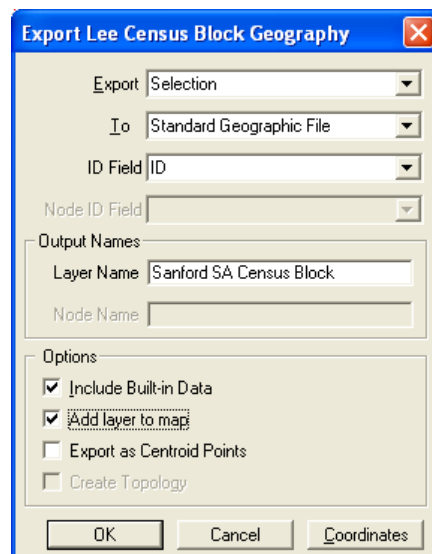 Export Lee Census Block Geography
Export Selection
To Standard Geographic File
ID Field ID
Node ID Field
Output Names
Layer Name Sanford SA Census Block
Node Name
Options
Include Built-in Data
Add layer to map
Export as Centroid Points
Create Topology
OK Cancel Coordinates